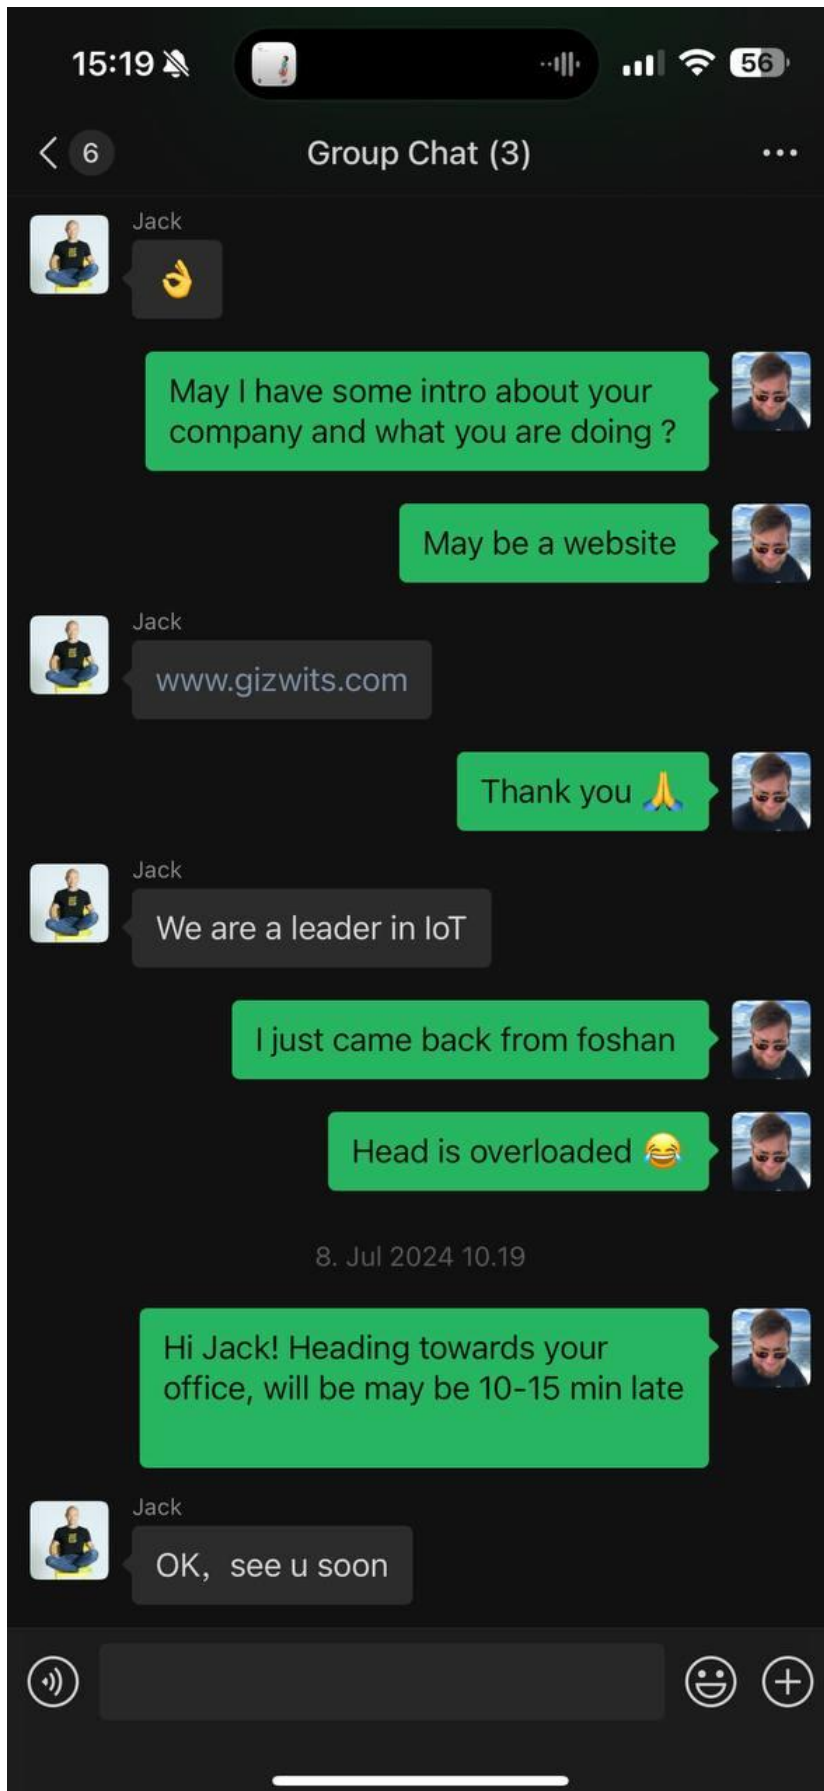 15:19
56
6
Group Chat (3)
Jack
👌
May I have some intro about your
company and what you are doing ?
May be a website
Jack
www.gizwits.com
Thank you 🙏
Jack
We are a leader in IoT
I just came back from foshan
Head is overloaded 😂
8. Jul 2024 10.19
Hi Jack! Heading towards your
office, will be may be 10-15 min late
Jack
OK，see u soon